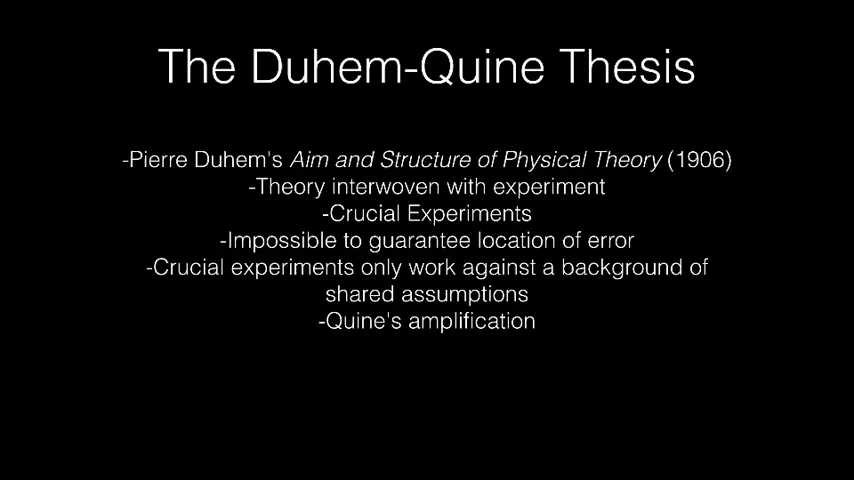 The Duhem-Quine Thesis
-Pierre Duhem's Aim and Structure of Physical Theory (1906)
-Theory interwoven with experiment
-Crucial Experiments
-Impossible to guarantee location of error
-Crucial experiments only work against a background of
shared assumptions
-Quine's amplification